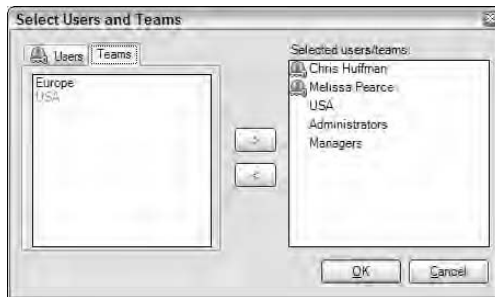 Select Users and Teams
Users Teams
Europe
USA
>
<
Selected users/teams:
Chris Huffman
Melissa Pearce
USA
Administrators
Managers
OK Cancel